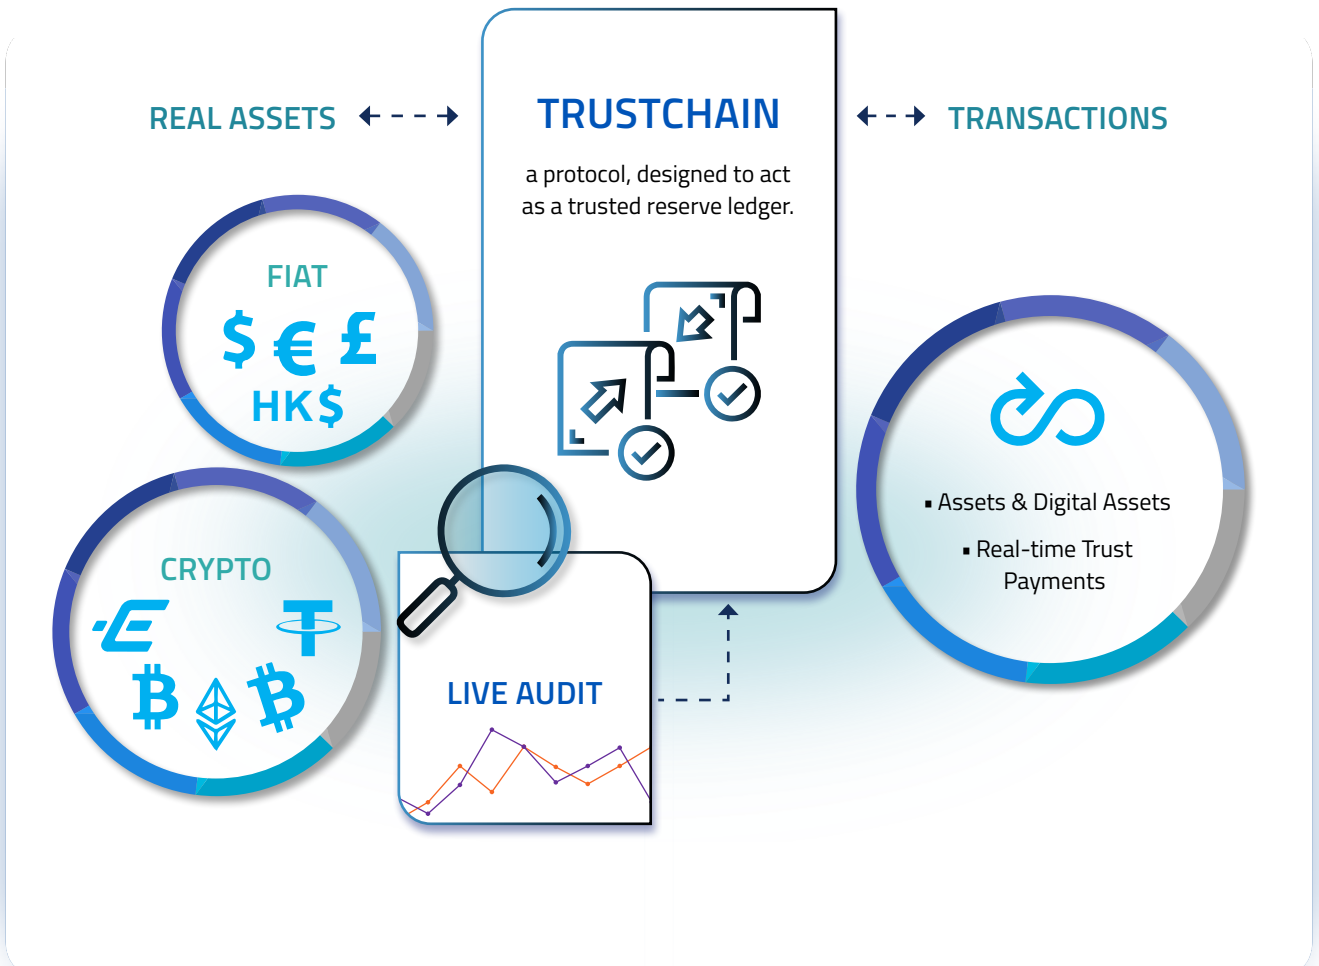 REAL ASSETS
TRUSTCHAIN
TRANSACTIONS
a protocol, designed to act
as a trusted reserve ledger.
FIAT
$ € £
HK$
CRYPTO
▪ Assets & Digital Assets
▪ Real-time Trust
Payments
LIVE AUDIT